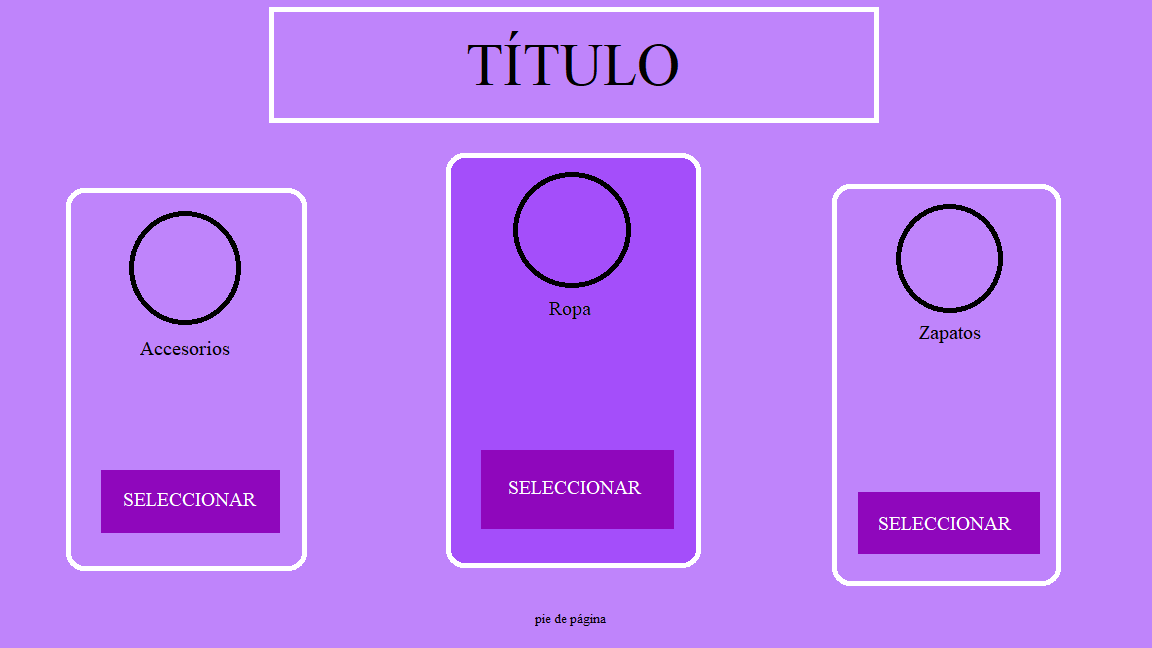 TÍTULO
Accesorios
SELECCIONAR
Ropa
SELECCIONAR
Zapatos
SELECCIONAR
pie de página